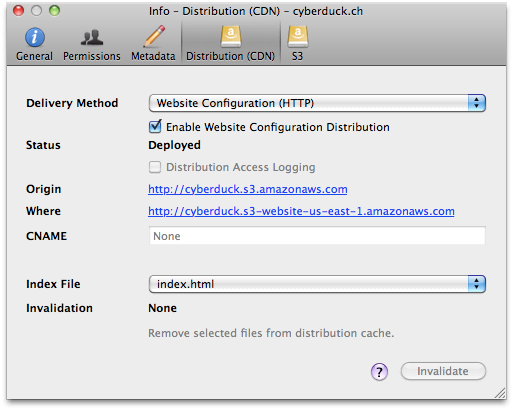 Info - Distribution (CDN) - cyberduck.ch
General Permissions Metadata Distribution (CDN) S3
Delivery Method Website Configuration (HTTP)
Enable Website Configuration Distribution
Status Deployed
Distribution Access Logging
Origin http://cyberduck.s3.amazonaws.com
Where http://cyberduck.s3-website-us-east-1.amazonaws.com
CNAME None
Index File index.html
Invalidation None
Remove selected files from distribution cache.
? Invalidate